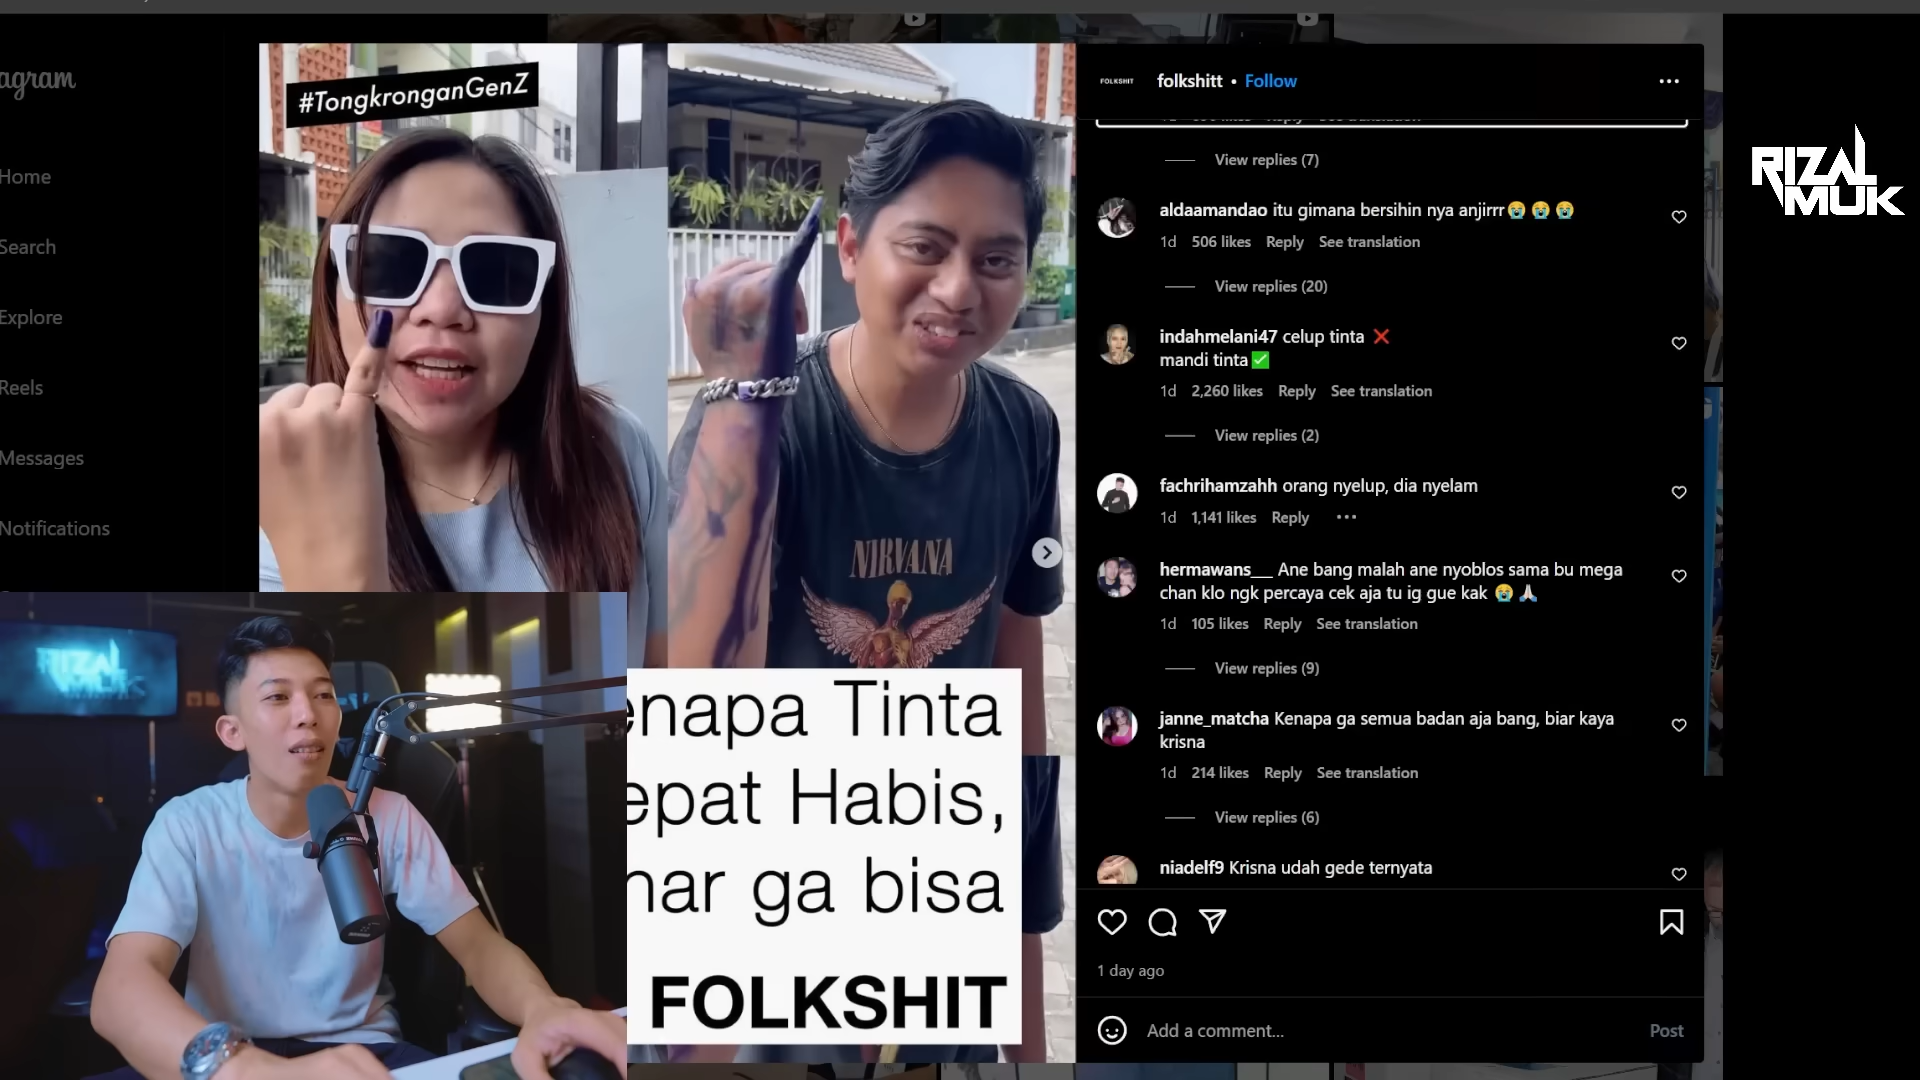 agram
Home
Search
Explore
Reels
Messages
Notifications
#TongkronganGenZ
NIRVANA
enapa Tinta
epat Habis,
nar ga bisa
FOLKSHIT
RIZAL
MUK
FOLKSHIT
folkshitt • Follow
View replies (7)
aldaamandao itu gimana bersihin nya anjirrr😭😭😭
1d 506 likes Reply See translation
View replies (20)
indahmelani47 celup tinta ❌
mandi tinta✅
1d 2,260 likes Reply See translation
View replies (2)
fachrihamzahh orang nyelup, dia nyelam
1d 1,141 likes Reply
hermawans___ Ane bang malah ane nyoblos sama bu mega
chan klo ngk percaya cek aja tu ig gue kak 😭🙏🏻
1d 105 likes Reply See translation
View replies (9)
janne_matcha Kenapa ga semua badan aja bang, biar kaya
krisna
1d 214 likes Reply See translation
View replies (6)
niadelf9 Krisna udah gede ternyata
1 day ago
Add a comment...
Post
RIZAL
MUK